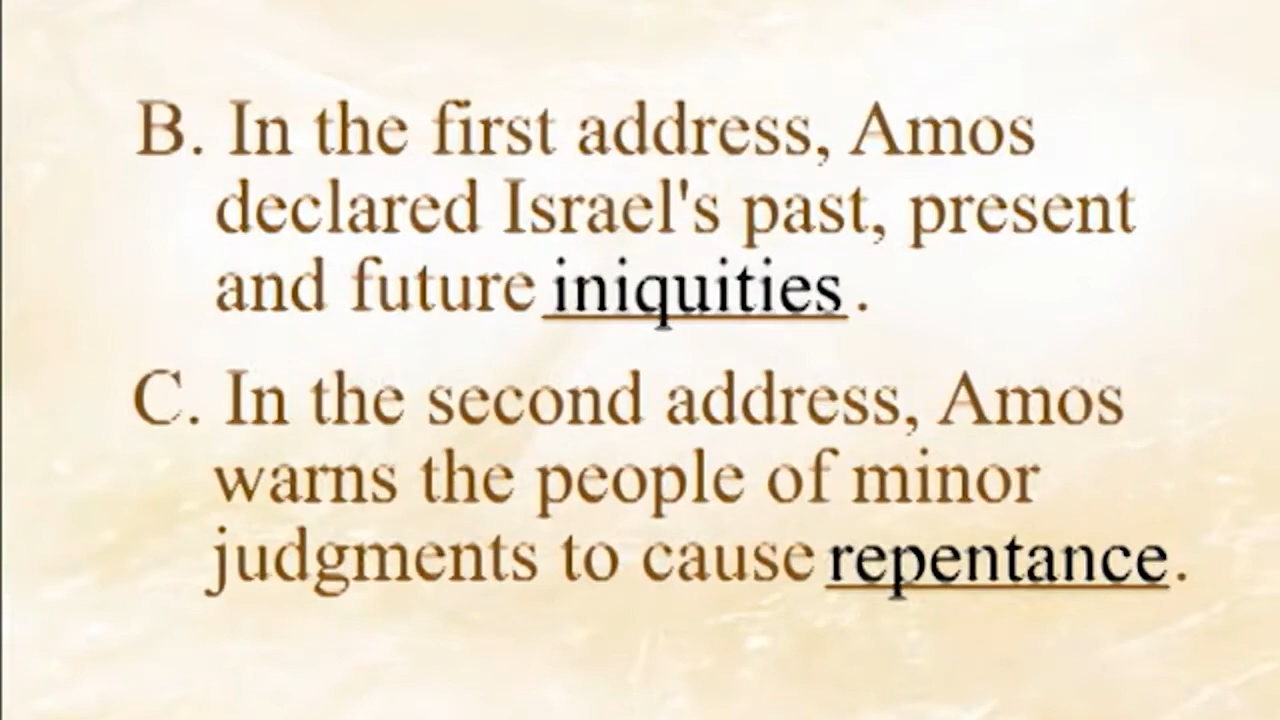 B. In the first address, Amos
declared Israel's past, present
and future iniquities.
C. In the second address, Amos
warns the people of minor
judgments to cause repentance.